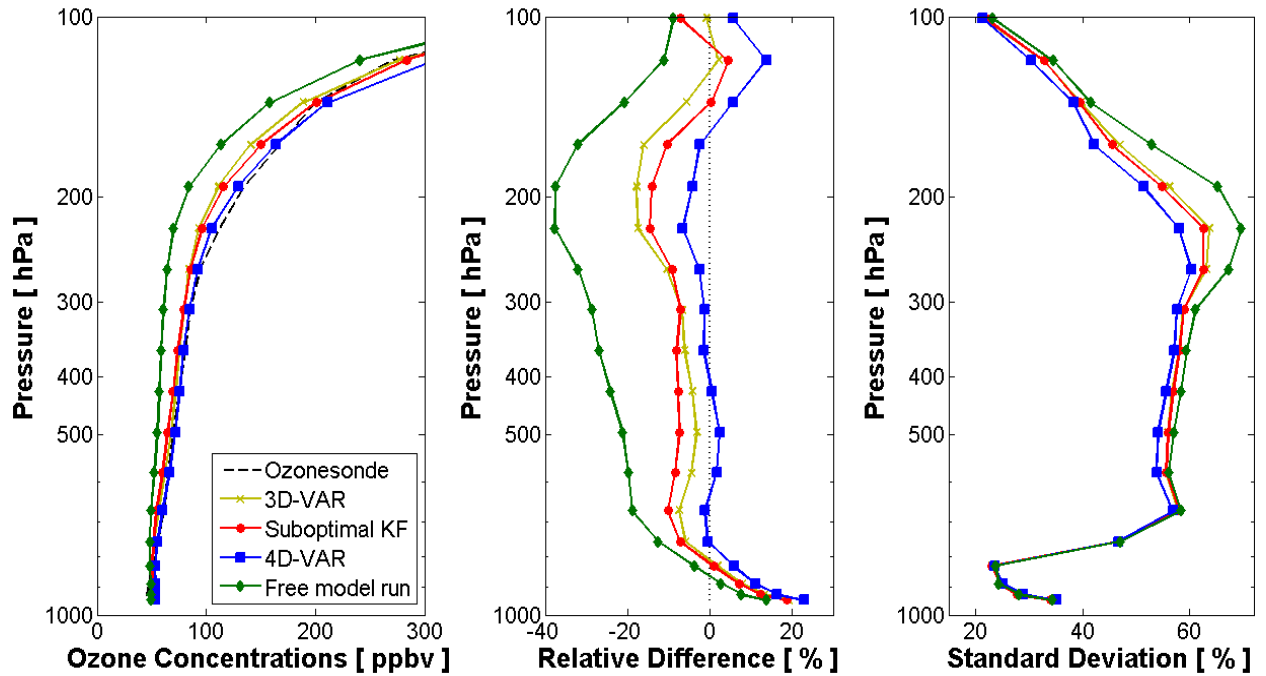 100
200
300
400
500
1000
Pressure [ hPa]
0
100
200
300
Ozone Concentrations [ ppbv]
Ozonesonde
3D-VAR
Suboptimal KF
4D-VAR
Free model run
100
200
300
400
500
1000
Pressure [ hPa]
-40
-20
0
20
Relative Difference [ % ]
100
200
300
400
500
1000
Pressure [ hPa]
20
40
60
Standard Deviation [ % ]